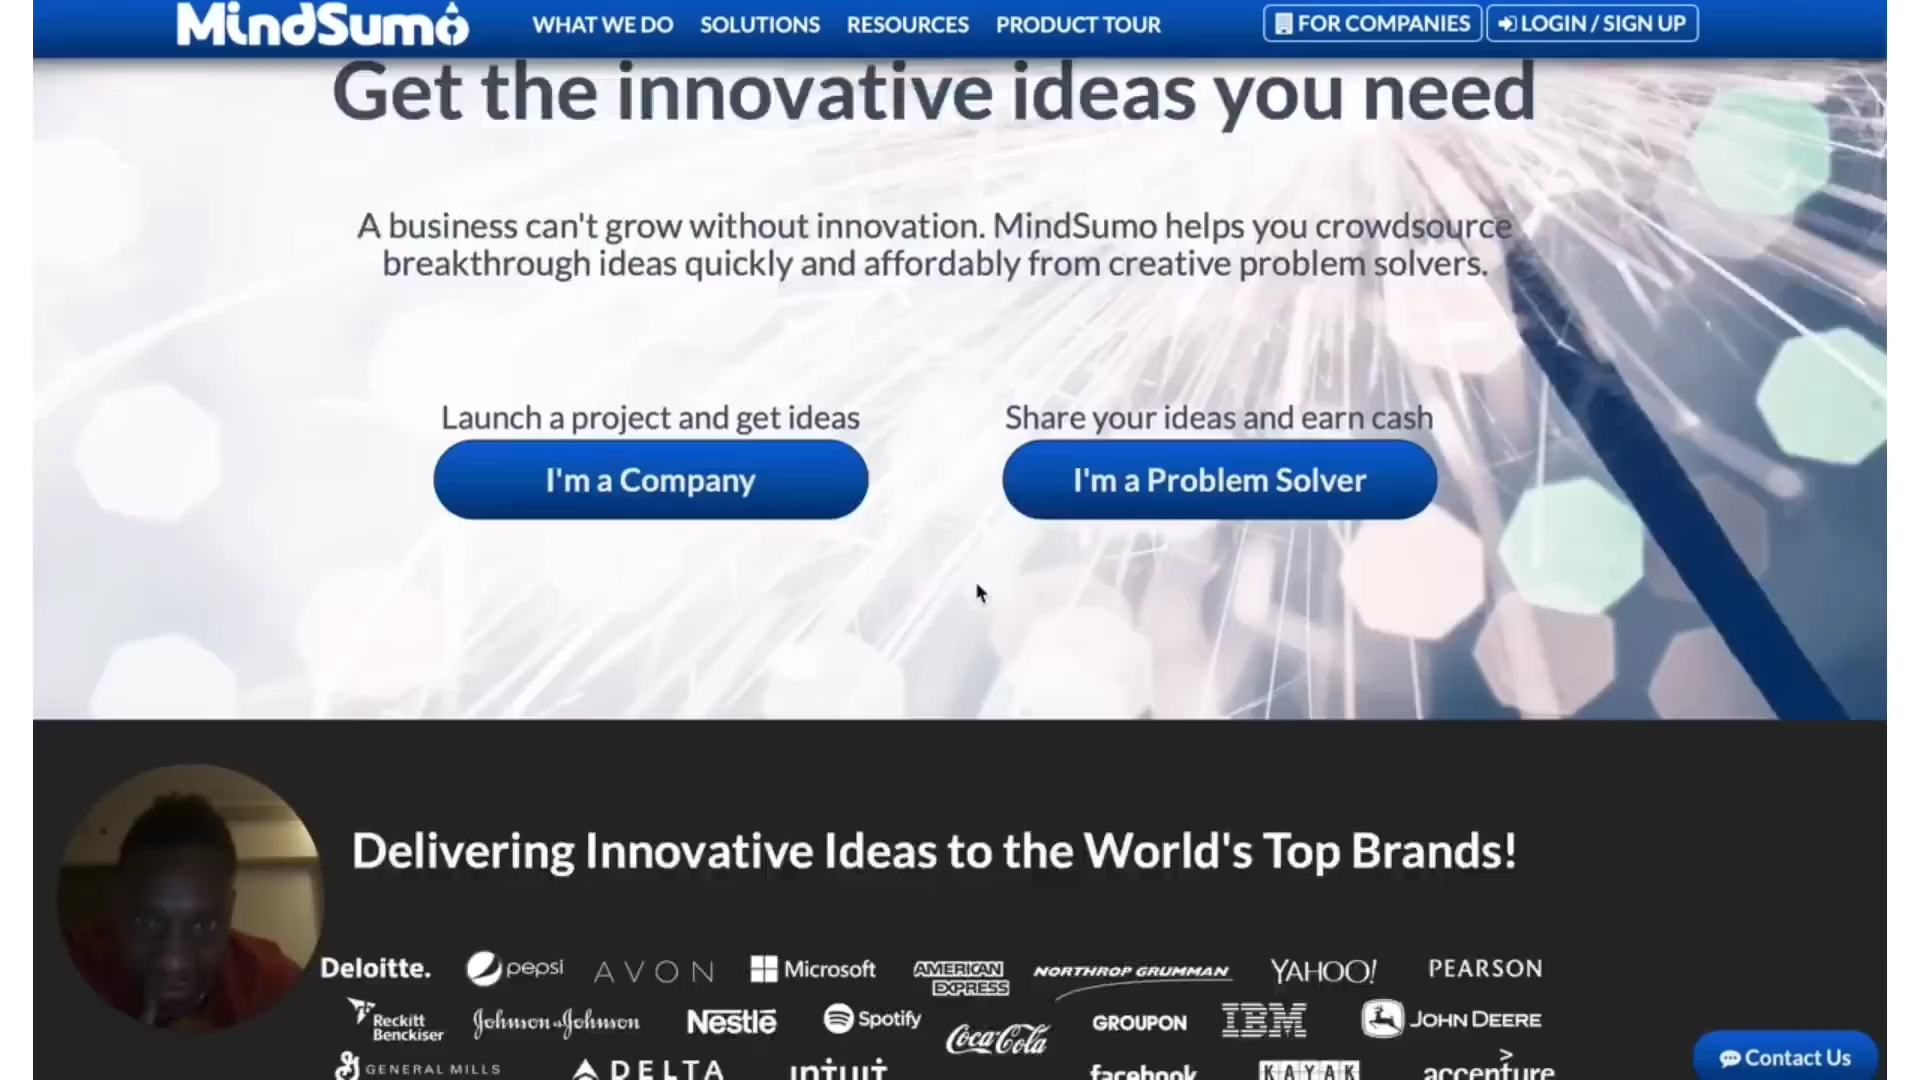 MindSumo
WHAT WE DO SOLUTIONS RESOURCES PRODUCT TOUR FOR COMPANIES LOGIN / SIGN UP
Get the innovative ideas you need
A business can't grow without innovation. MindSumo helps you crowdsource
breakthrough ideas quickly and affordably from creative problem solvers.
Launch a project and get ideas
I'm a Company
Share your ideas and earn cash
I'm a Problem Solver
Delivering Innovative Ideas to the World's Top Brands!
Deloitte. pepsi AVON Microsoft AMERICAN EXPRESS NORTHROP GRUMMAN YAHOO! PEARSON
Reckitt Benckiser Johnson & Johnson Nestlé Spotify Coca-Cola GROUPON IBM JOHN DEERE
GENERAL MILLS DELTA intuit facebook KAYAK accenture
Contact Us